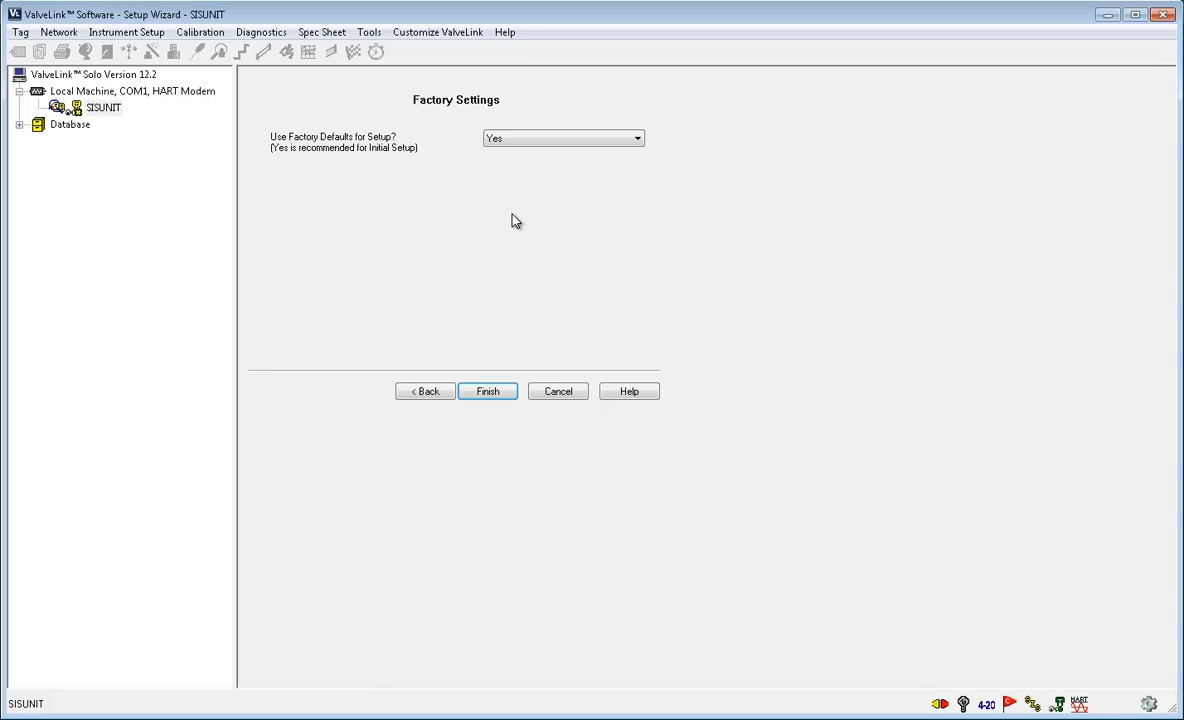 ValveLink™ Software - Setup Wizard - SISUNIT
Tag Network Instrument Setup Calibration Diagnostics Spec Sheet Tools Customize ValveLink Help
ValveLink™ Solo Version 12.2
Local Machine, COM1, HART Modem
SISUNIT
Database
Factory Settings
Use Factory Defaults for Setup?
(Yes is recommended for Initial Setup)
Yes
< Back Finish Cancel Help
SISUNIT
4-20
HART